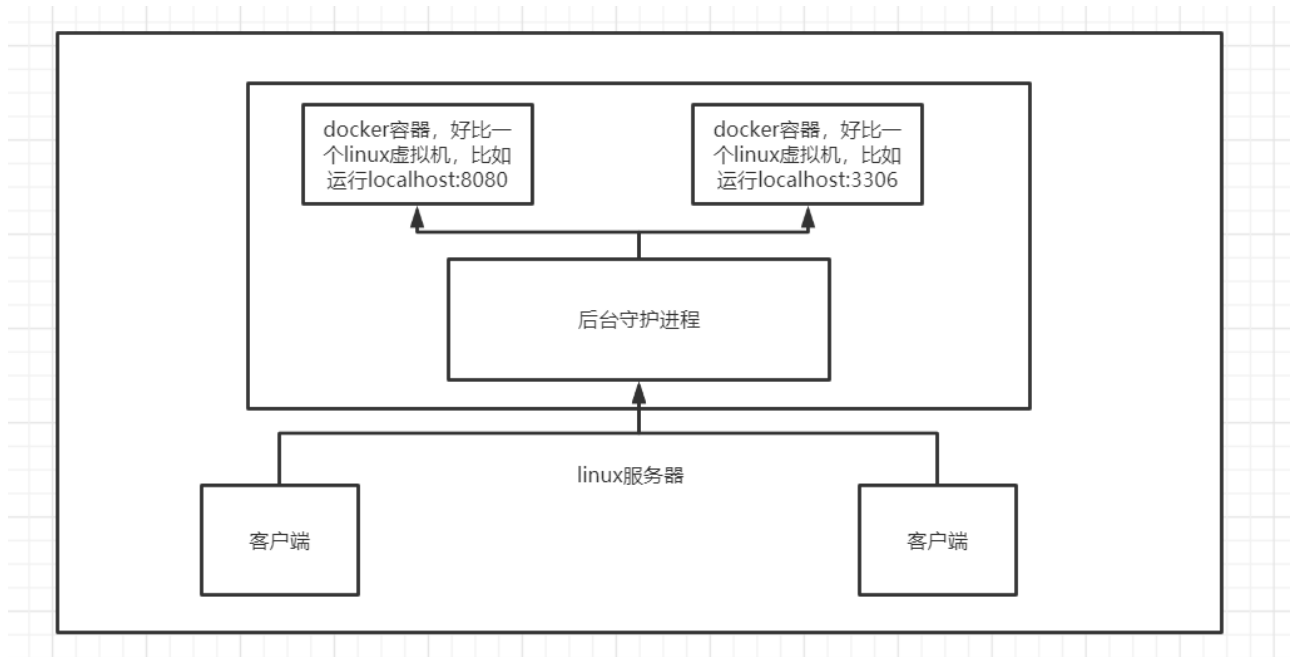 docker容器，好比一
个linux虚拟机，比如
运行localhost:8080
docker容器，好比一
个linux虚拟机，比如
运行localhost:3306
后台守护进程
linux服务器
客户端
客户端